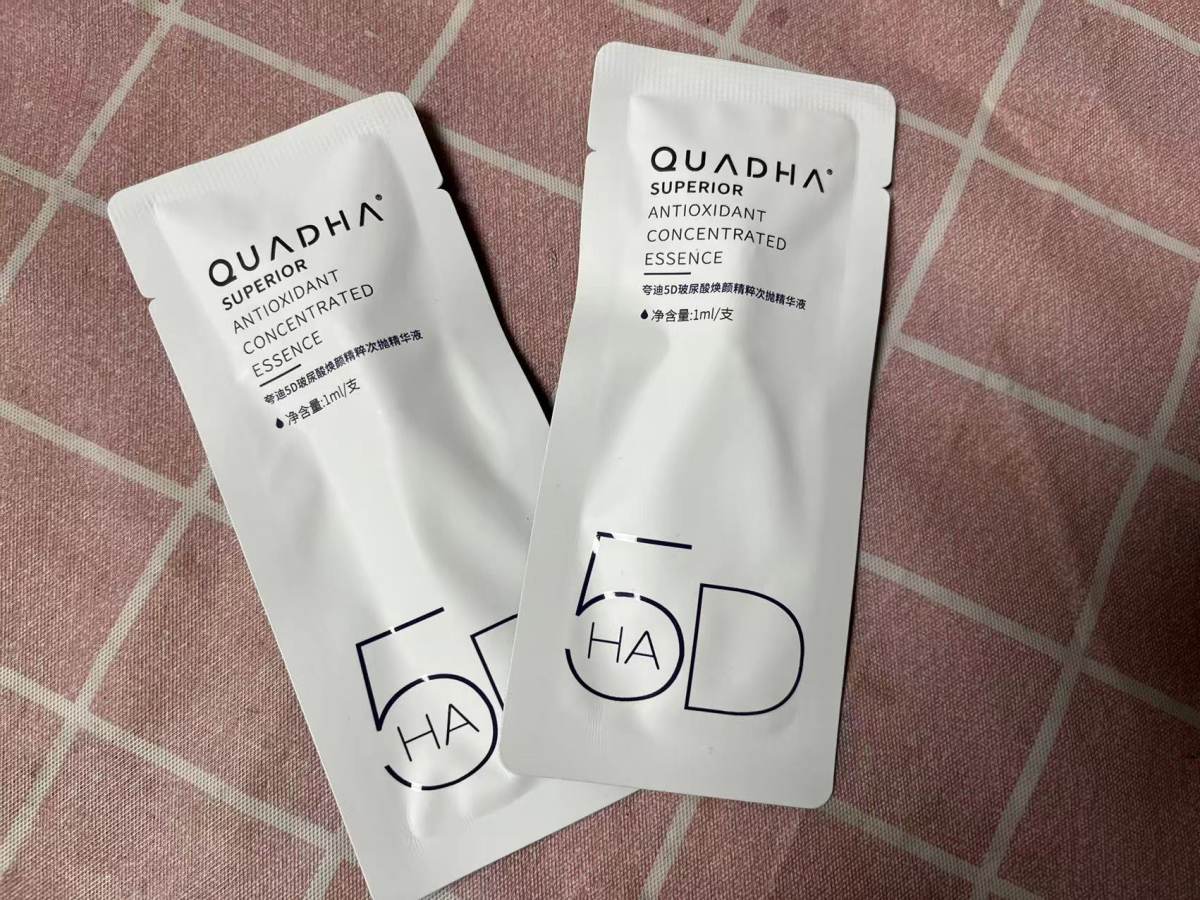 QUADHA®
SUPERIOR
ANTIOXIDANT
CONCENTRATED
ESSENCE
夸迪5D玻尿酸焕颜精粹次抛精华液
净含量:1ml/支
5D
HA
QUADHA®
SUPERIOR
ANTIOXIDANT
CONCENTRATED
ESSENCE
夸迪5D玻尿酸焕颜精粹次抛精华液
净含量:1ml/支
5D
HA